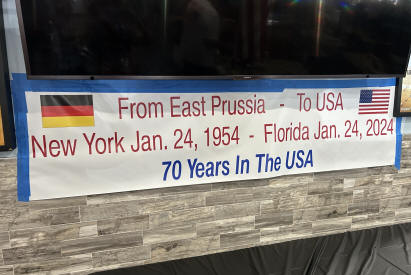 From East Prussia - To USA
New York Jan. 24, 1954 - Florida Jan. 24, 2024
70 Years In The USA